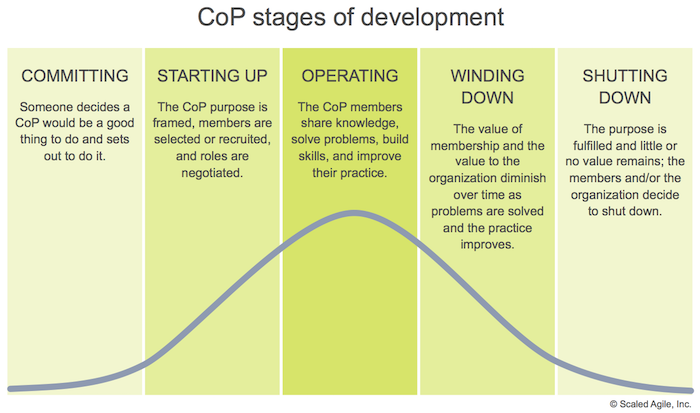 CoP stages of development
COMMITTING
Someone decides a
CoP would be a good
thing to do and sets
out to do it.
STARTING UP
The CoP purpose is
framed, members are
selected or recruited,
and roles are
negotiated.
OPERATING
The CoP members
share knowledge,
solve problems, build
skills, and improve
their practice.
WINDING
DOWN
The value of
membership and the
value to the
organization diminish
over time as
problems are solved
and the practice
improves.
SHUTTING
DOWN
The purpose is
fulfilled and little or
no value remains; the
members and/or the
organization decide
to shut down.
© Scaled Agile, Inc.